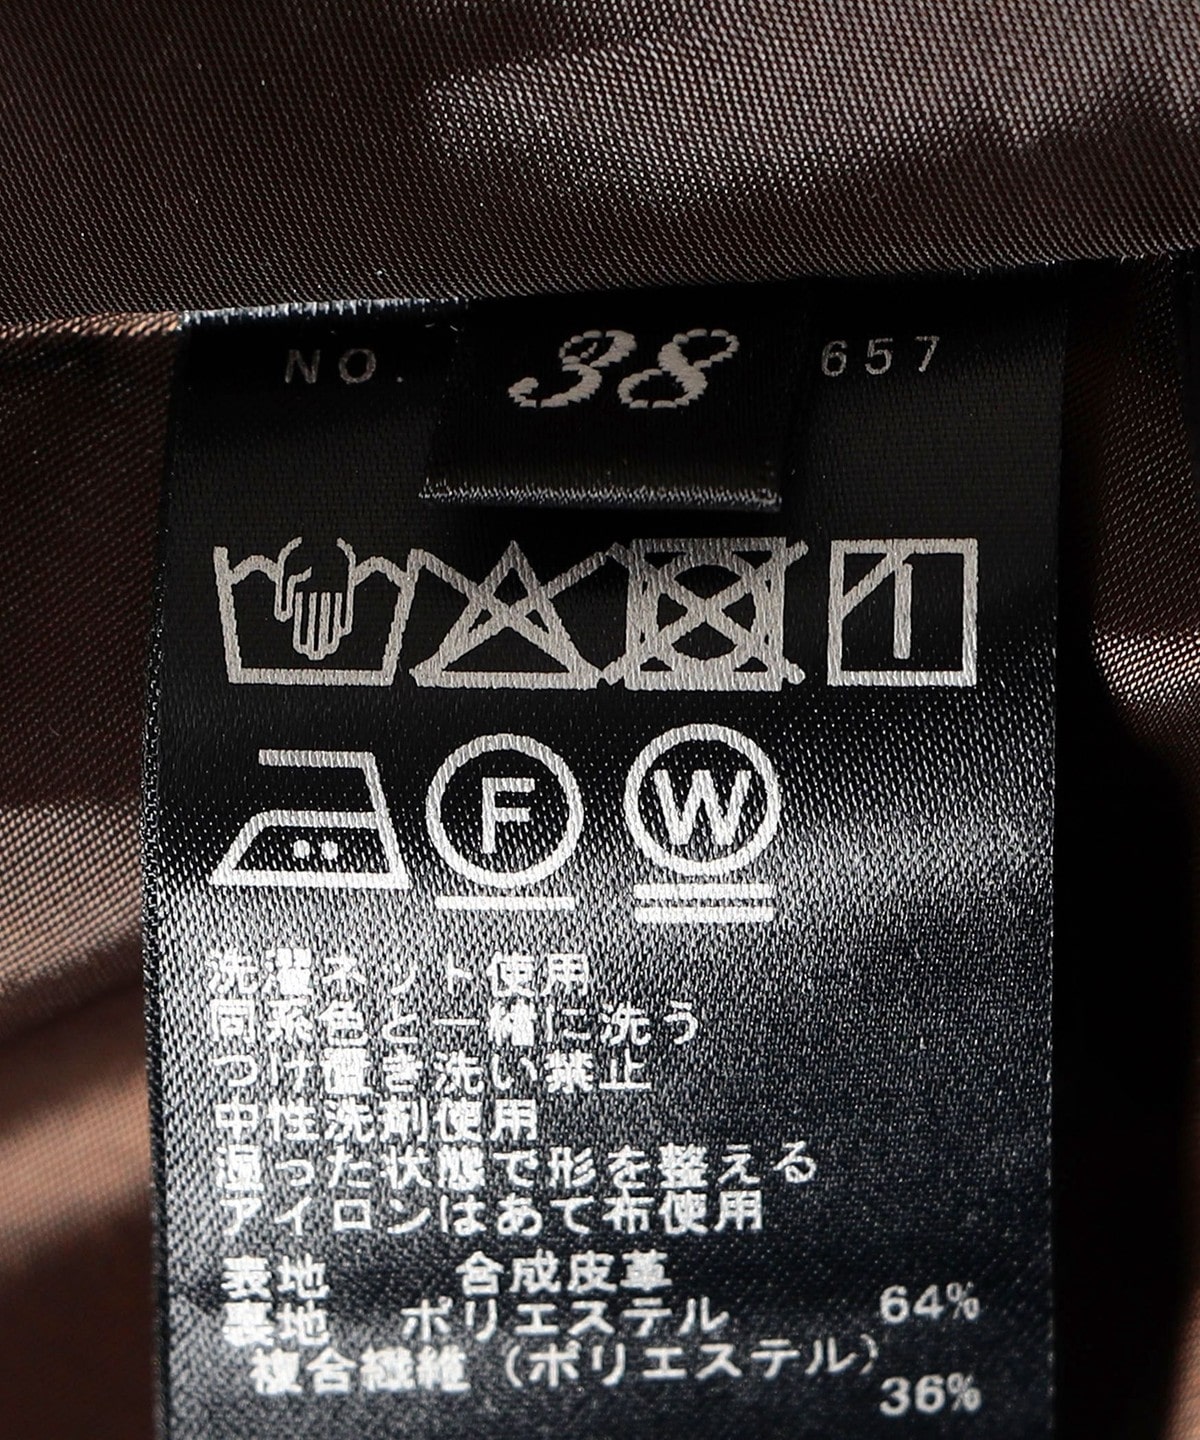 NO. 38 657
F W
洗濯ネット使用
同系色と一緒に洗う
つけ置き洗い禁止
中性洗剤使用
湿った状態で形を整える
アイロンはあて布使用
表地 合成皮革
裏地 ポリエステル 64%
複合繊維(ポリエステル) 36%